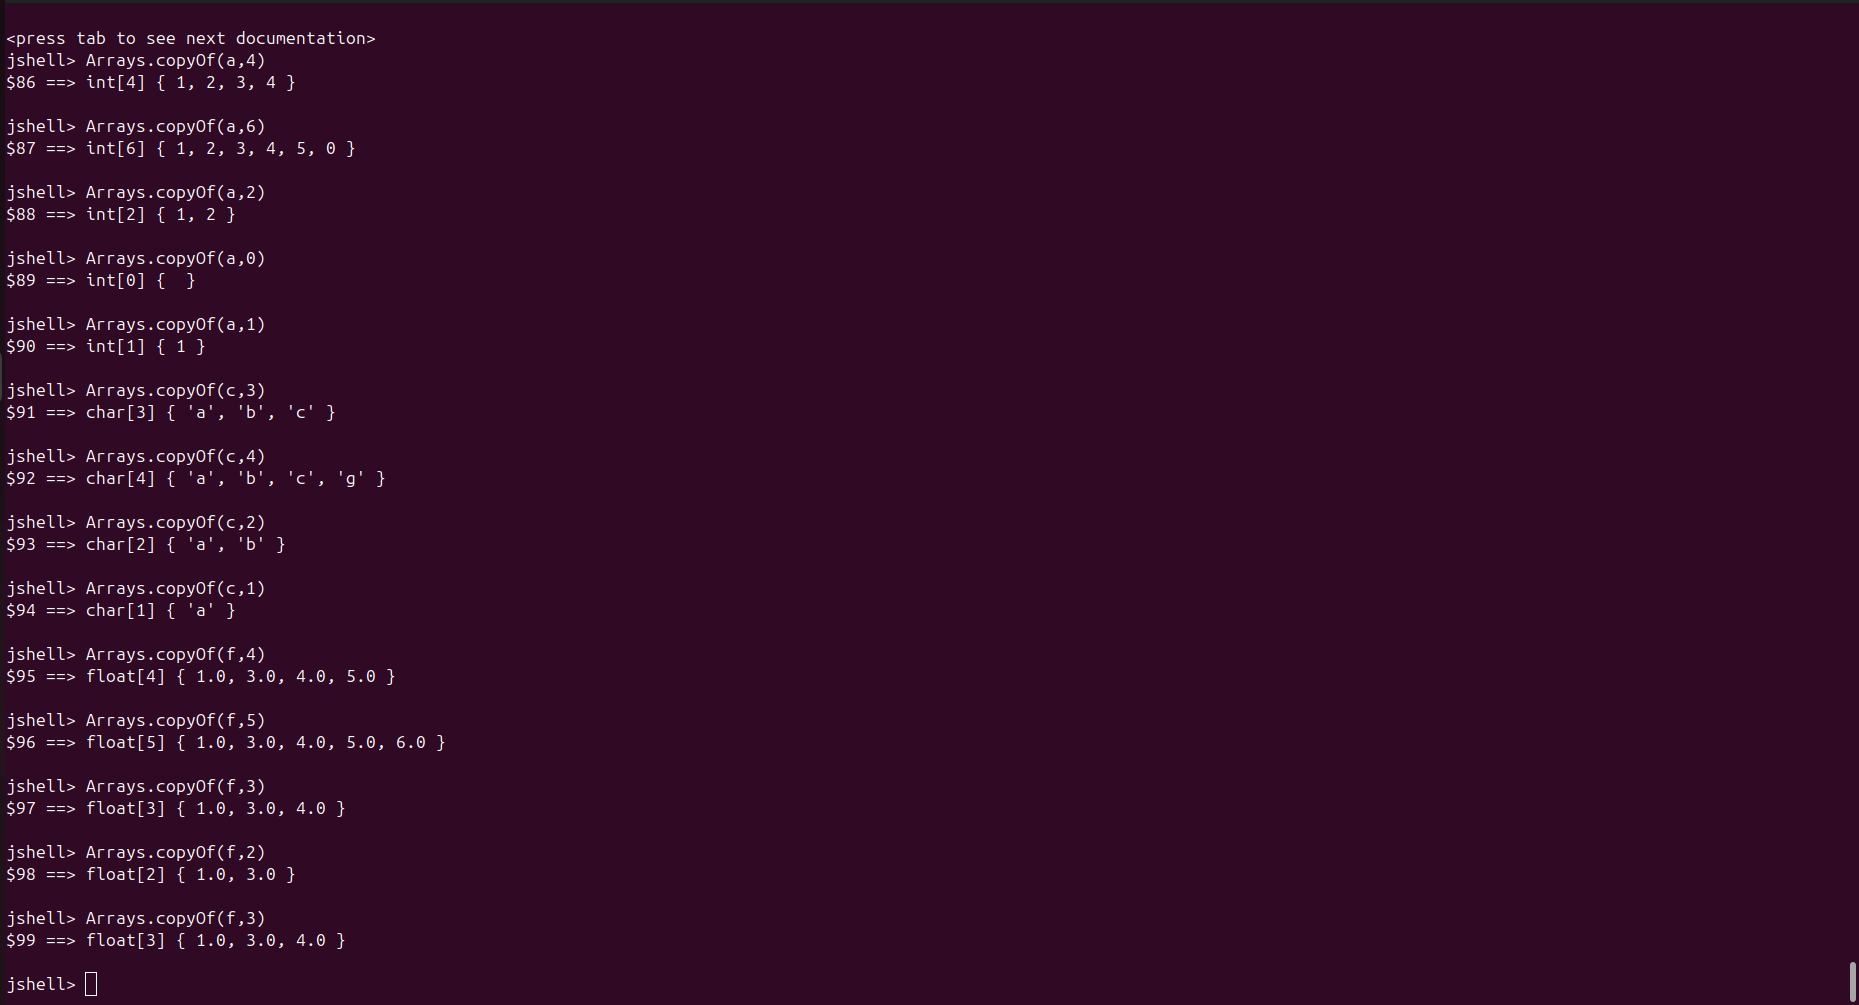 <press tab to see next documentation>
jshell> Arrays.copyOf(a,4)
$86 ==> int[4] { 1, 2, 3, 4 }
jshell> Arrays.copyOf(a,6)
$87 ==> int[6] { 1, 2, 3, 4, 5, 0 }
jshell> Arrays.copyOf(a,2)
$88 ==> int[2] { 1, 2 }
jshell> Arrays.copyOf(a,0)
$89 ==> int[0] {  }
jshell> Arrays.copyOf(a,1)
$90 ==> int[1] { 1 }
jshell> Arrays.copyOf(c,3)
$91 ==> char[3] { 'a', 'b', 'c' }
jshell> Arrays.copyOf(c,4)
$92 ==> char[4] { 'a', 'b', 'c', 'g' }
jshell> Arrays.copyOf(c,2)
$93 ==> char[2] { 'a', 'b' }
jshell> Arrays.copyOf(c,1)
$94 ==> char[1] { 'a' }
jshell> Arrays.copyOf(f,4)
$95 ==> float[4] { 1.0, 3.0, 4.0, 5.0 }
jshell> Arrays.copyOf(f,5)
$96 ==> float[5] { 1.0, 3.0, 4.0, 5.0, 6.0 }
jshell> Arrays.copyOf(f,3)
$97 ==> float[3] { 1.0, 3.0, 4.0 }
jshell> Arrays.copyOf(f,2)
$98 ==> float[2] { 1.0, 3.0 }
jshell> Arrays.copyOf(f,3)
$99 ==> float[3] { 1.0, 3.0, 4.0 }
jshell>